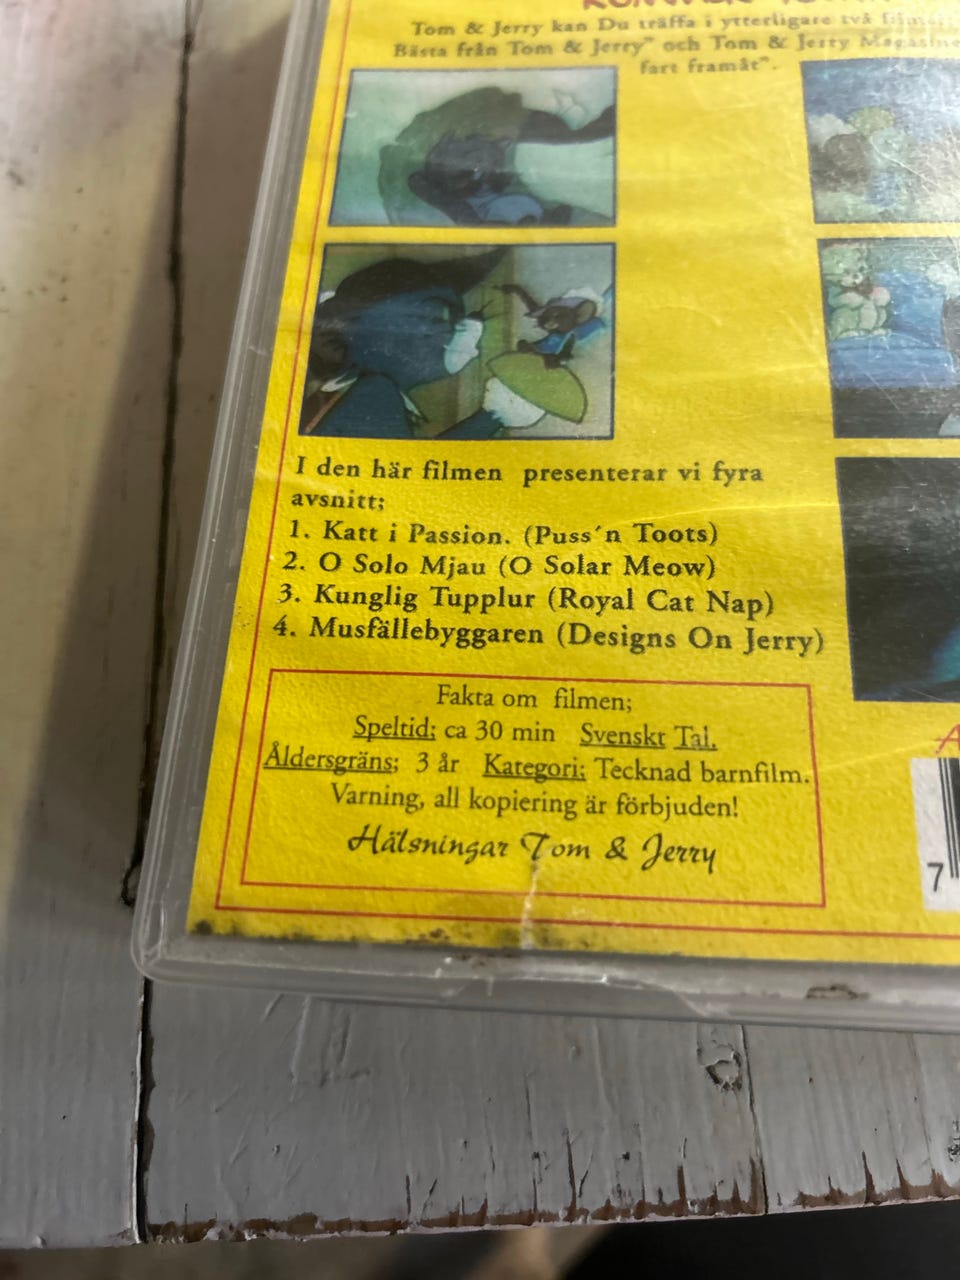 Tom & Jerry kan Du träffa i ytterligare två
Bästa från Tom & Jerry" och Tom & Jerry
fart framåt".
I den här filmen presenterar vi fyra
avsnitt;
1. Katt i Passion. (Puss´n Toots)
2. O Solo Mjau (O Solar Meow)
3. Kunglig Tupplur (Royal Cat Nap)
4. Musfällebyggaren (Designs On Jerry)
Fakta om filmen;
Speltid: ca 30 min Svenskt Tal.
Åldersgräns; 3 år Kategori: Tecknad barnfilm.
Varning, all kopiering är förbjuden!
Hälsningar Tom & Jerry
7